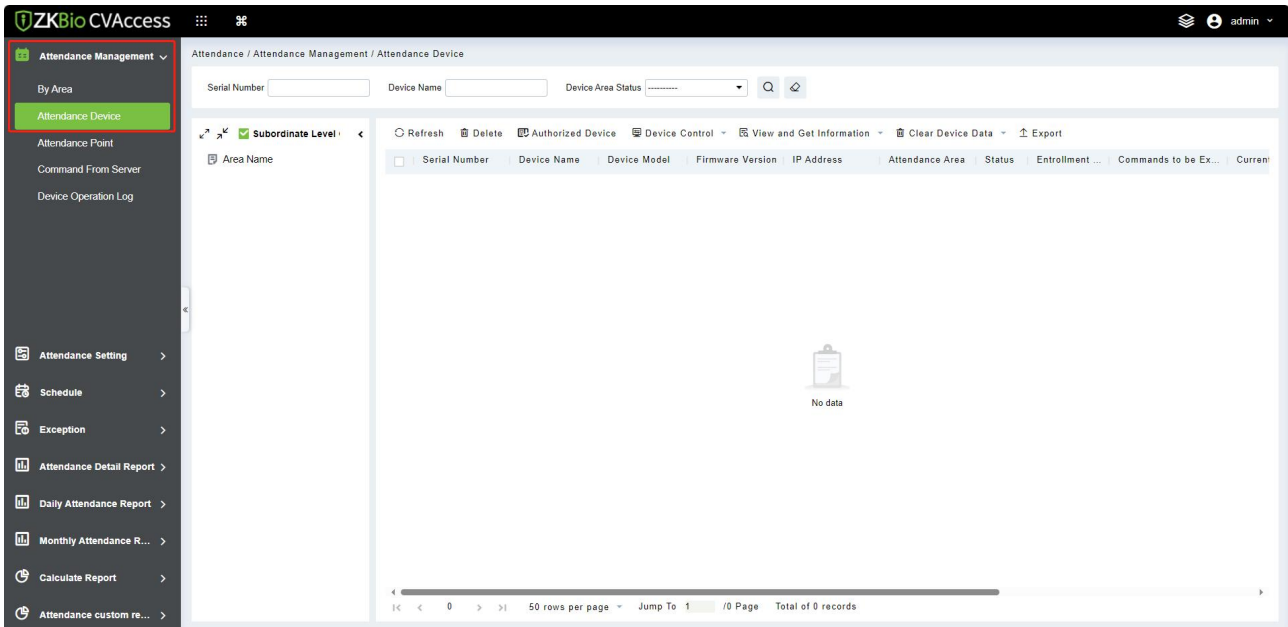 ZKBio CVAccess
admin
Attendance Management
By Area
Attendance Device
Attendance Point
Command From Server
Device Operation Log
Attendance Setting
Schedule
Exception
Attendance Detail Report
Daily Attendance Report
Monthly Attendance R...
Calculate Report
Attendance custom re...
Attendance / Attendance Management / Attendance Device
Serial Number Device Name Device Area Status ----------
Subordinate Level
Area Name
Refresh Delete Authorized Device Device Control View and Get Information Clear Device Data Export
Serial Number Device Name Device Model Firmware Version IP Address Attendance Area Status Enrollment ... Commands to be Ex... Current
No data
0 50 rows per page Jump To 1 /0 Page Total of 0 records